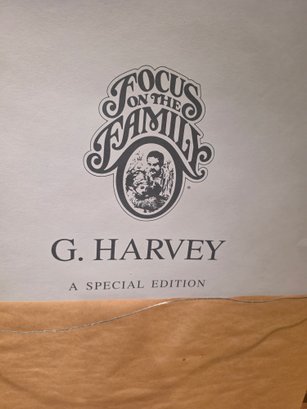 FOCUS
ON THE
FAMILY
G. HARVEY
A SPECIAL EDITION